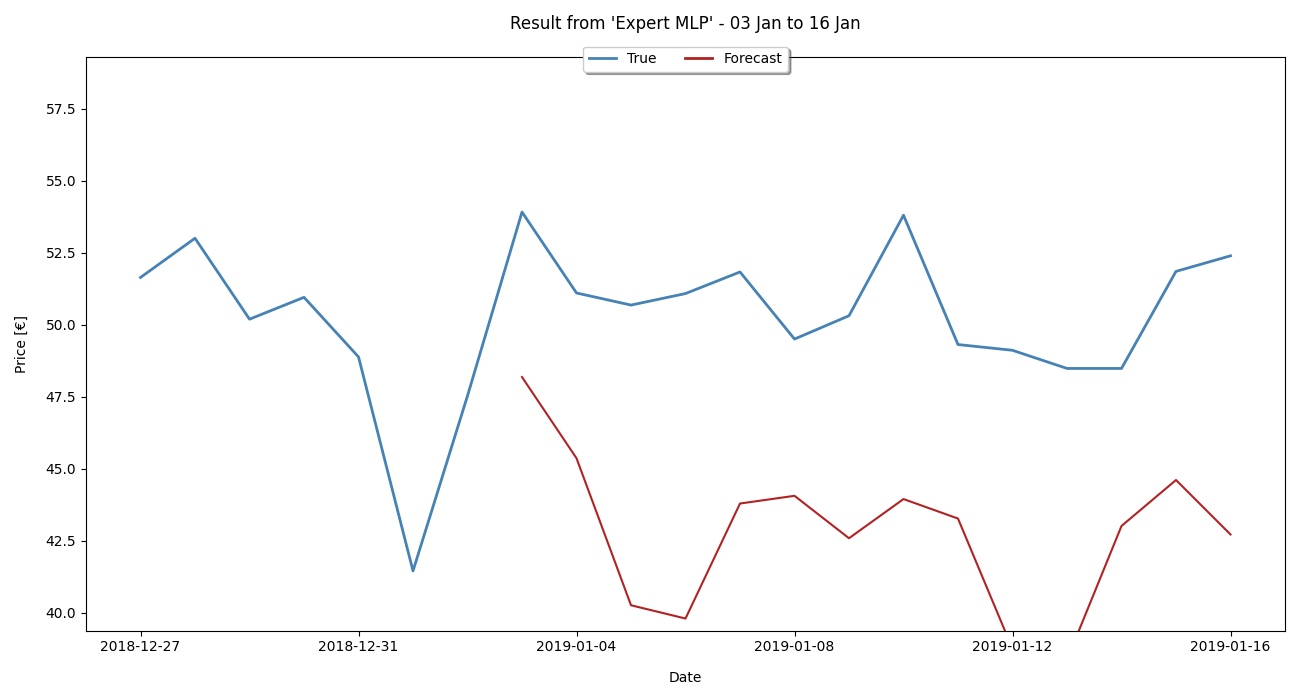 Result from 'Expert MLP' - 03 Jan to 16 Jan
True Forecast
57.5
55.0
52.5
50.0
47.5
45.0
42.5
40.0
Price [€]
2018-12-27 2018-12-31 2019-01-04 2019-01-08 2019-01-12 2019-01-16
Date